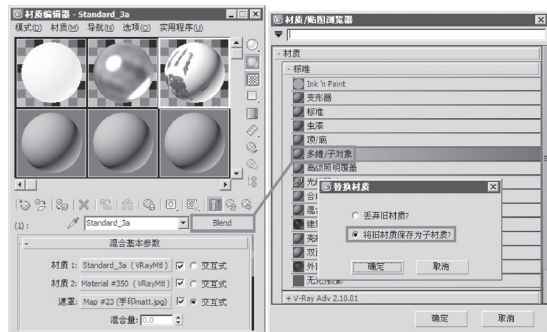 材质编辑器 - Standard_3a
模式(D) 材质(M) 导航(N) 选项(O) 实用程序(U)
(1): Standard_3a Blend
- 混合基本参数
材质 1: Standard_3a ( VRayMtl ) 交互式
材质 2: Material #350 ( VRayMtl ) 交互式
遮罩: Map #23 (手印matt.jpg) 交互式
混合量: 0.0
材质/贴图浏览器
- 材质
- 标准
Ink 'n Paint
变形器
标准
虫漆
顶/底
多维/子对象
高级照明覆盖
替换材质
丢弃旧材质?
将旧材质保存为子材质?
确定 取消
+ V-Ray Adv 2.10.01
确定 取消